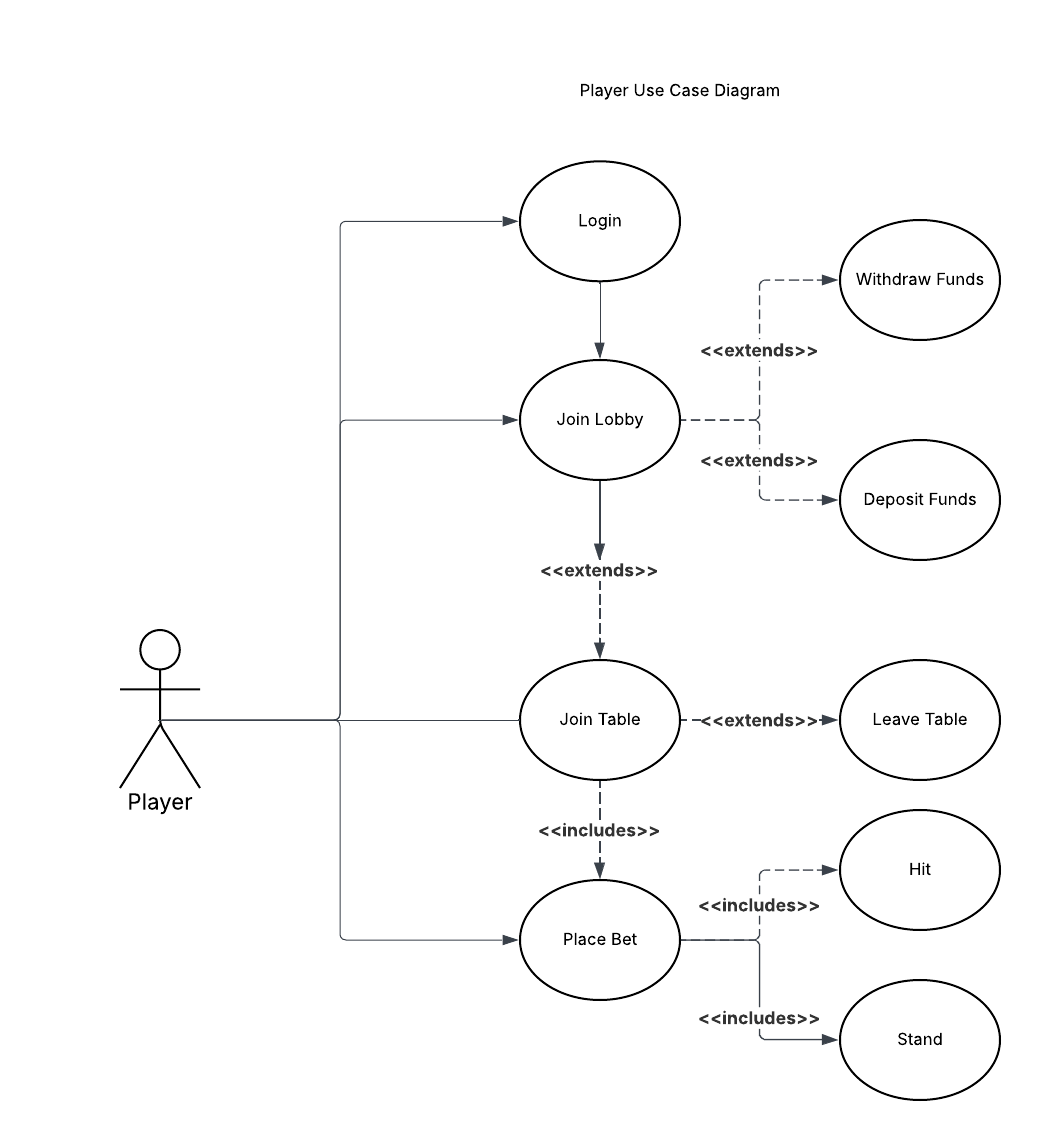 Player Use Case Diagram
Login
Withdraw Funds
<<extends>>
Join Lobby
<<extends>>
Deposit Funds
<<extends>>
Join Table
<<extends>>
Leave Table
Player
<<includes>>
Hit
<<includes>>
Place Bet
<<includes>>
Stand